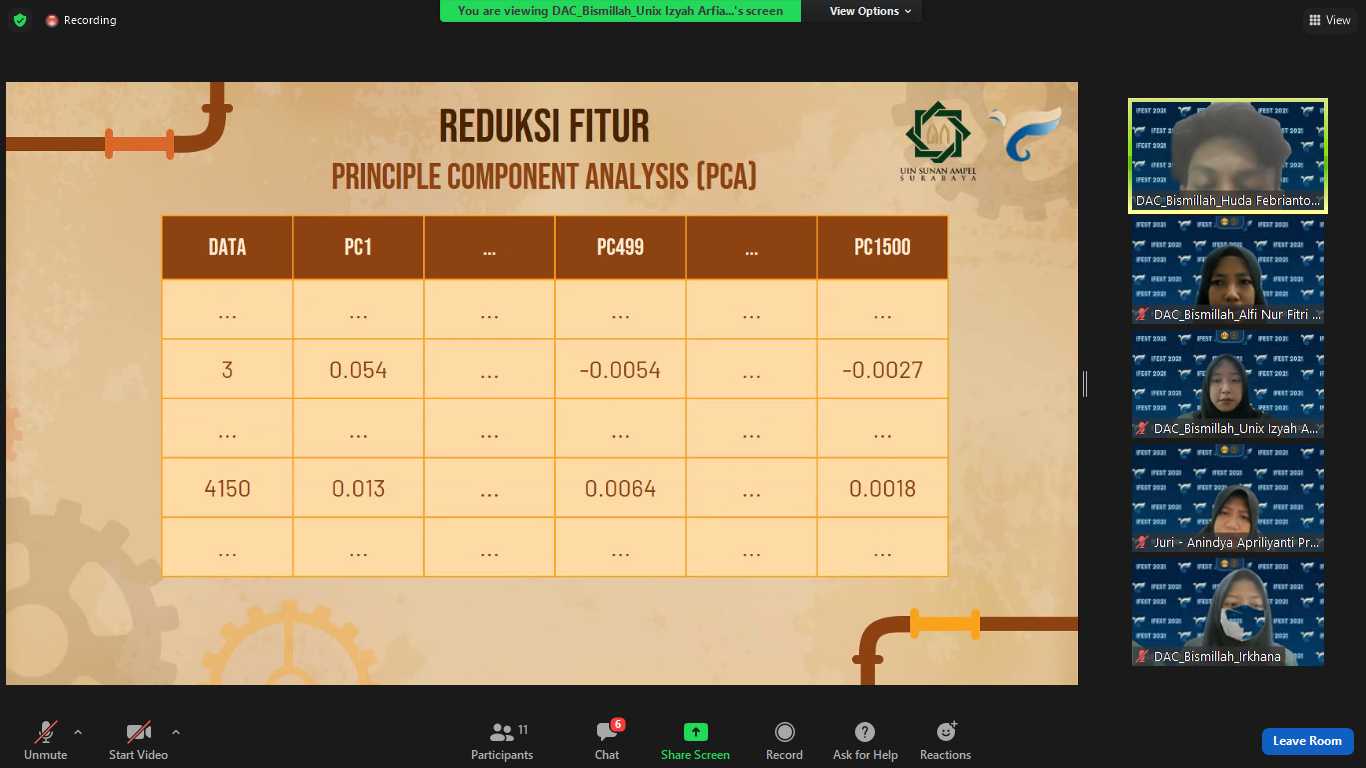 Recording
You are viewing DAC_Bismillah_Unix Izyah Arfia...'s screen
View Options
View
REDUKSI FITUR
PRINCIPLE COMPONENT ANALYSIS (PCA)
UIN SUNAN AMPEL
SURABAYA
DATA PC1 ... PC499 ... PC1500
... ... ... ... ... ...
3 0.054 ... -0.0054 ... -0.0027
... ... ... ... ... ...
4150 0.013 ... 0.0064 ... 0.0018
... ... ... ... ... ...
IFEST 2021
DAC_Bismillah_Huda Febrianto...
DAC_Bismillah_Alfi Nur Fitri ...
DAC_Bismillah_Unix Izyah A...
Juri - Anindya Apriliyanti Pr...
DAC_Bismillah_Irkhana
Unmute
Start Video
Participants
11
Chat
6
Share Screen
Record
Ask for Help
Reactions
Leave Room